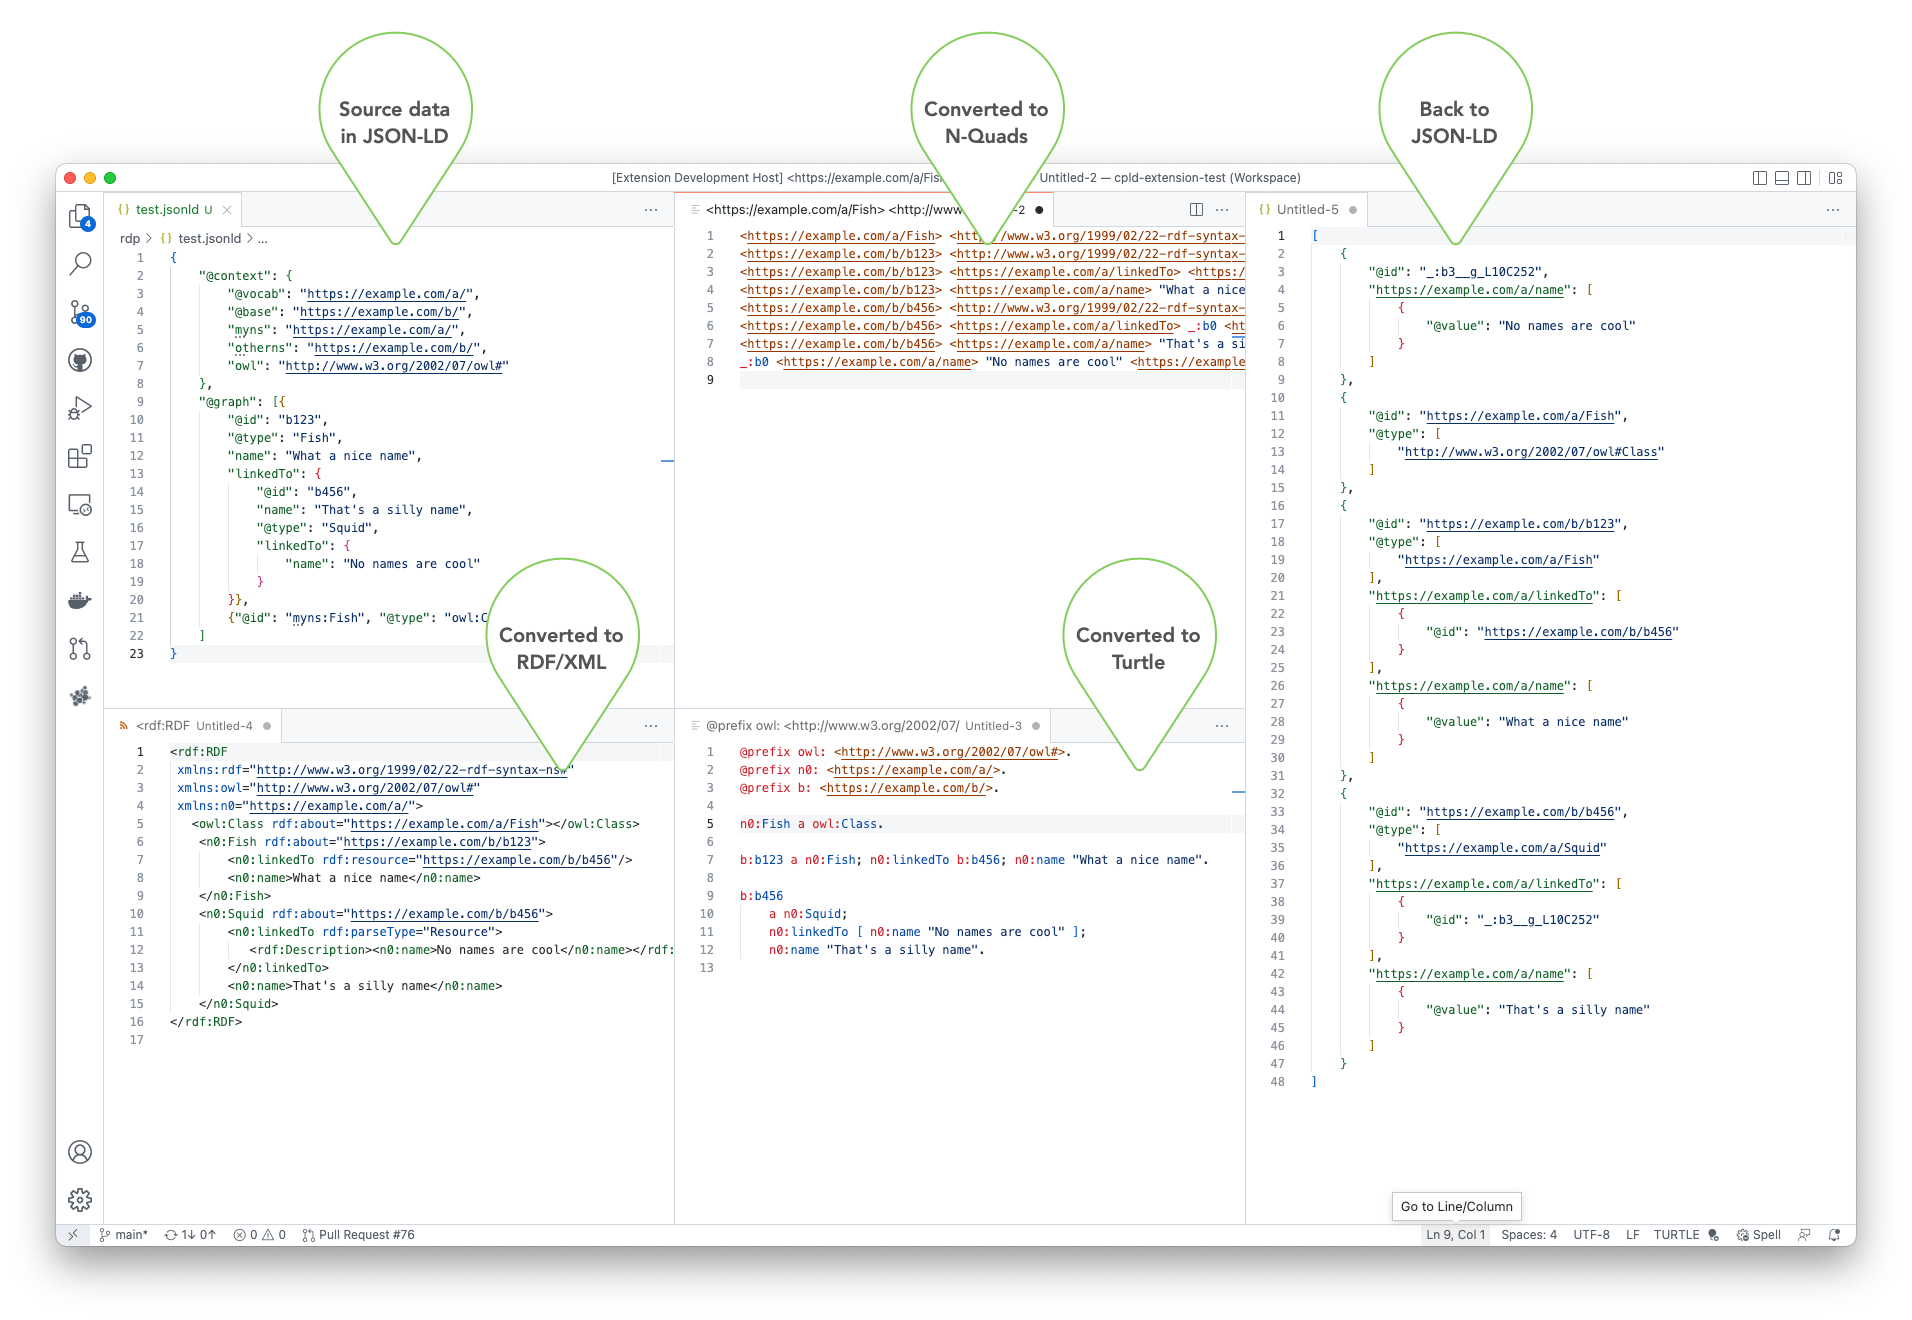 Source data
in JSON-LD
Converted to
N-Quads
Back to
JSON-LD
[Extension Development Host] <https://example.com/a/Fis
Untitled-2 — cpld-extension-test (Workspace)
4
90
test.jsonld U
rdp > {} test.jsonld > ...
1 {
2 "@context": {
3 "@vocab": "https://example.com/a/",
4 "@base": "https://example.com/b/",
5 "myns": "https://example.com/a/",
6 "otherns": "https://example.com/b/",
7 "owl": "http://www.w3.org/2002/07/owl#"
8 },
9 "@graph": [{
10 "@id": "b123",
11 "@type": "Fish",
12 "name": "What a nice name",
13 "linkedTo": {
14 "@id": "b456",
15 "name": "That's a silly name",
16 "@type": "Squid",
17 "linkedTo": {
18 "name": "No names are cool"
19 }
20 }},
21 {"@id": "myns:Fish", "@type": "owl:C
22 ]
23 }
<https://example.com/a/Fish> <http://www -2
1 <https://example.com/a/Fish> <http://www.w3.org/1999/02/22-rdf-syntax-
2 <https://example.com/b/b123> <http://www.w3.org/1999/02/22-rdf-syntax-
3 <https://example.com/b/b123> <https://example.com/a/linkedTo> <https:/
4 <https://example.com/b/b123> <https://example.com/a/name> "What a nice
5 <https://example.com/b/b456> <http://www.w3.org/1999/02/22-rdf-syntax-
6 <https://example.com/b/b456> <https://example.com/a/linkedTo> _:b0 <ht
7 <https://example.com/b/b456> <https://example.com/a/name> "That's a si
8 _:b0 <https://example.com/a/name> "No names are cool" <https://example
9
{} Untitled-5
1 [
2 {
3 "@id": "_:b3__g_L10C252",
4 "https://example.com/a/name": [
5 {
6 "@value": "No names are cool"
7 }
8 ]
9 },
10 {
11 "@id": "https://example.com/a/Fish",
12 "@type": [
13 "http://www.w3.org/2002/07/owl#Class"
14 ]
15 },
16 {
17 "@id": "https://example.com/b/b123",
18 "@type": [
19 "https://example.com/a/Fish"
20 ],
21 "https://example.com/a/linkedTo": [
22 {
23 "@id": "https://example.com/b/b456"
24 }
25 ],
26 "https://example.com/a/name": [
27 {
28 "@value": "What a nice name"
29 }
30 ]
31 },
32 {
33 "@id": "https://example.com/b/b456",
34 "@type": [
35 "https://example.com/a/Squid"
36 ],
37 "https://example.com/a/linkedTo": [
38 {
39 "@id": "_:b3__g_L10C252"
40 }
41 ],
42 "https://example.com/a/name": [
43 {
44 "@value": "That's a silly name"
45 }
46 ]
47 }
48 ]
Converted to
RDF/XML
Converted to
Turtle
<rdf:RDF Untitled-4
1 <rdf:RDF
2 xmlns:rdf="http://www.w3.org/1999/02/22-rdf-syntax-ns#"
3 xmlns:owl="http://www.w3.org/2002/07/owl#"
4 xmlns:n0="https://example.com/a/">
5 <owl:Class rdf:about="https://example.com/a/Fish"></owl:Class>
6 <n0:Fish rdf:about="https://example.com/b/b123">
7 <n0:linkedTo rdf:resource="https://example.com/b/b456"/>
8 <n0:name>What a nice name</n0:name>
9 </n0:Fish>
10 <n0:Squid rdf:about="https://example.com/b/b456">
11 <n0:linkedTo rdf:parseType="Resource">
12 <rdf:Description><n0:name>No names are cool</n0:name></rdf:
13 </n0:linkedTo>
14 <n0:name>That's a silly name</n0:name>
15 </n0:Squid>
16 </rdf:RDF>
17
@prefix owl: <http://www.w3.org/2002/07/ Untitled-3
1 @prefix owl: <http://www.w3.org/2002/07/owl#>.
2 @prefix n0: <https://example.com/a/>.
3 @prefix b: <https://example.com/b/>.
4
5 n0:Fish a owl:Class.
6
7 b:b123 a n0:Fish; n0:linkedTo b:b456; n0:name "What a nice name".
8
9 b:b456
10 a n0:Squid;
11 n0:linkedTo [ n0:name "No names are cool" ];
12 n0:name "That's a silly name".
13
Go to Line/Column
main* 1↓ 0↑ 0 0 Pull Request #76
Ln 9, Col 1 Spaces: 4 UTF-8 LF TURTLE Spell